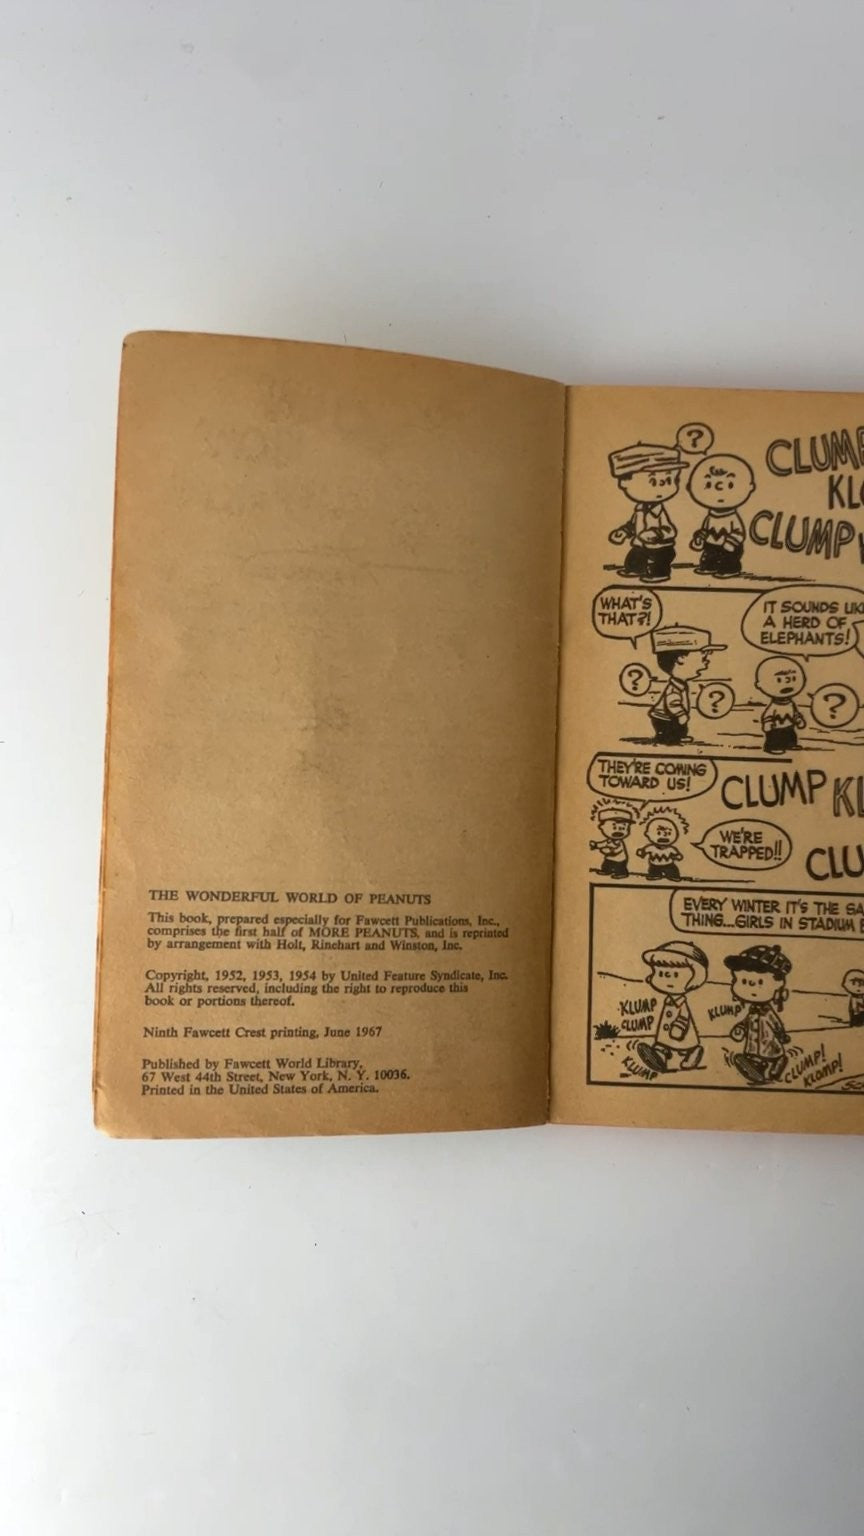 THE WONDERFUL WORLD OF PEANUTS
This book, prepared especially for Fawcett Publications, Inc.,
comprises the first half of MORE PEANUTS, and is reprinted
by arrangement with Holt, Rinehart and Winston, Inc.
Copyright, 1952, 1953, 1954 by United Feature Syndicate, Inc.
All rights reserved, including the right to reproduce this
book or portions thereof.
Ninth Fawcett Crest printing, June 1967
Published by Fawcett World Library,
67 West 44th Street, New York, N. Y. 10036.
Printed in the United States of America.
?
CLUMP
CLUMP
WHAT'S
THAT?!
IT SOUNDS
A HERD OF
ELEPHANTS!
?
?
?
THEY'RE COMING
TOWARD US!
CLUMP
WE'RE
TRAPPED!!
EVERY WINTER IT'S THE
THING...GIRLS IN STADIUM
KLUMP
CLUMP
KLUMP
KLUMP
CLUMP!
KLOMP!